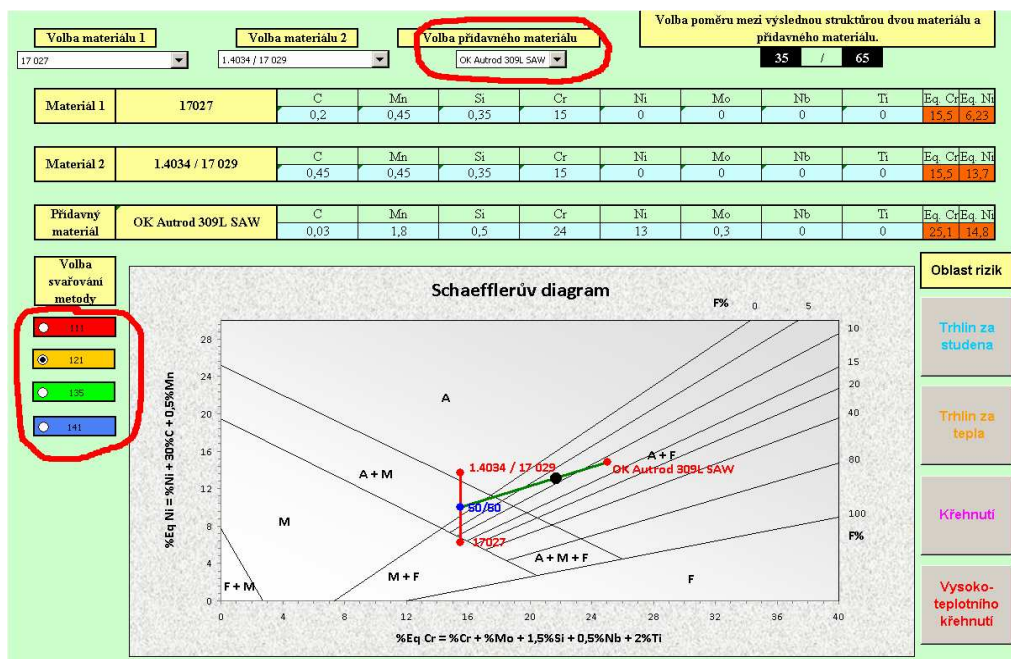 Volba materiálu 1
Volba materiálu 2
Volba přídavného materiálu
Volba poměru mezi výslednou struktůrou dvou materiálu a
přídavného materiálu.
17 027
1.4034 / 17 029
OK Autrod 309L SAW
35 / 65
Materiál 1 17027 C Mn Si Cr Ni Mo Nb Ti Eq. Cr Eq. Ni
0,2 0,45 0,35 15 0 0 0 0 15,5 6,23
Materiál 2 1.4034 / 17 029 C Mn Si Cr Ni Mo Nb Ti Eq. Cr Eq. Ni
0,45 0,45 0,35 15 0 0 0 0 15,5 13,7
Přídavný
materiál
OK Autrod 309L SAW C Mn Si Cr Ni Mo Nb Ti Eq. Cr Eq. Ni
0,03 1,8 0,5 24 13 0,3 0 0 25,1 14,8
Volba
svařování
metody
111
121
135
141
Schaefflerův diagram
F% 0 5
10
15
20
40
80
100
F%
%Eq Ni = %Ni + 30%C + 0,5%Mn
28
24
20
16
12
8
4
0
A
A + M
M
F + M
M + F
A + M + F
F
A + F
1.4034 / 17 029
OK Autrod 309L SAW
50/50
17027
0 4 8 12 16 20 24 28 32 36 40
%Eq Cr = %Cr + %Mo + 1,5%Si + 0,5%Nb + 2%Ti
Oblast rizik
Trhlin za
studena
Trhlin za
tepla
Křehnutí
Vysoko-
teplotního
křehnutí